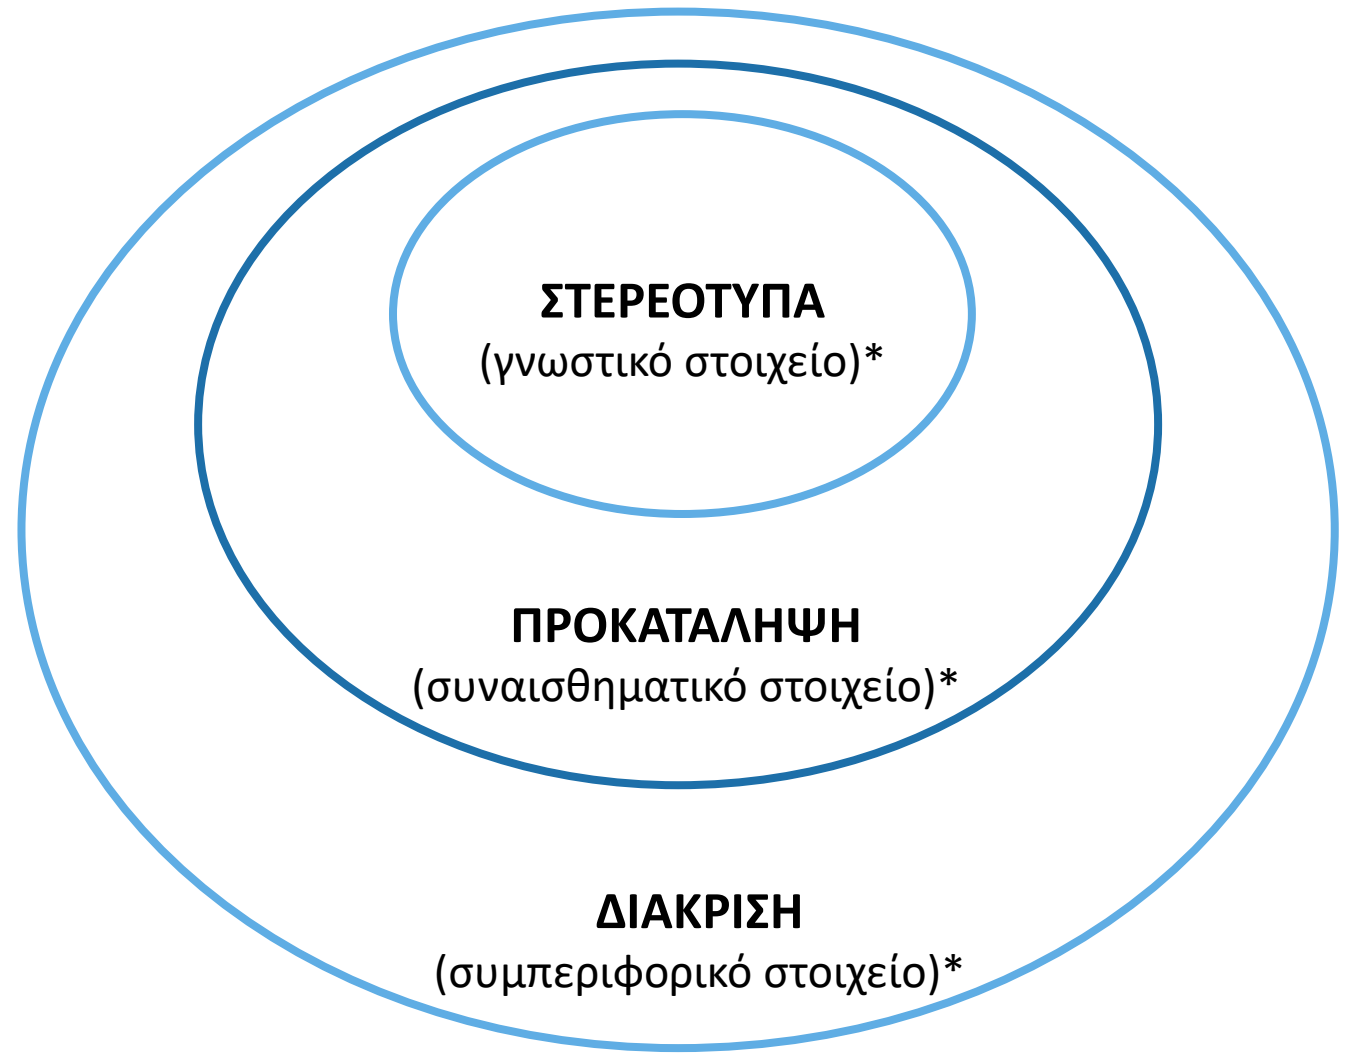 ΣΤΕΡΕΟΤΥΠΑ
(γνωστικό στοιχείο)*
ΠΡΟΚΑΤΑΛΗΨΗ
(συναισθηματικό στοιχείο)*
ΔΙΑΚΡΙΣΗ
(συμπεριφορικό στοιχείο)*